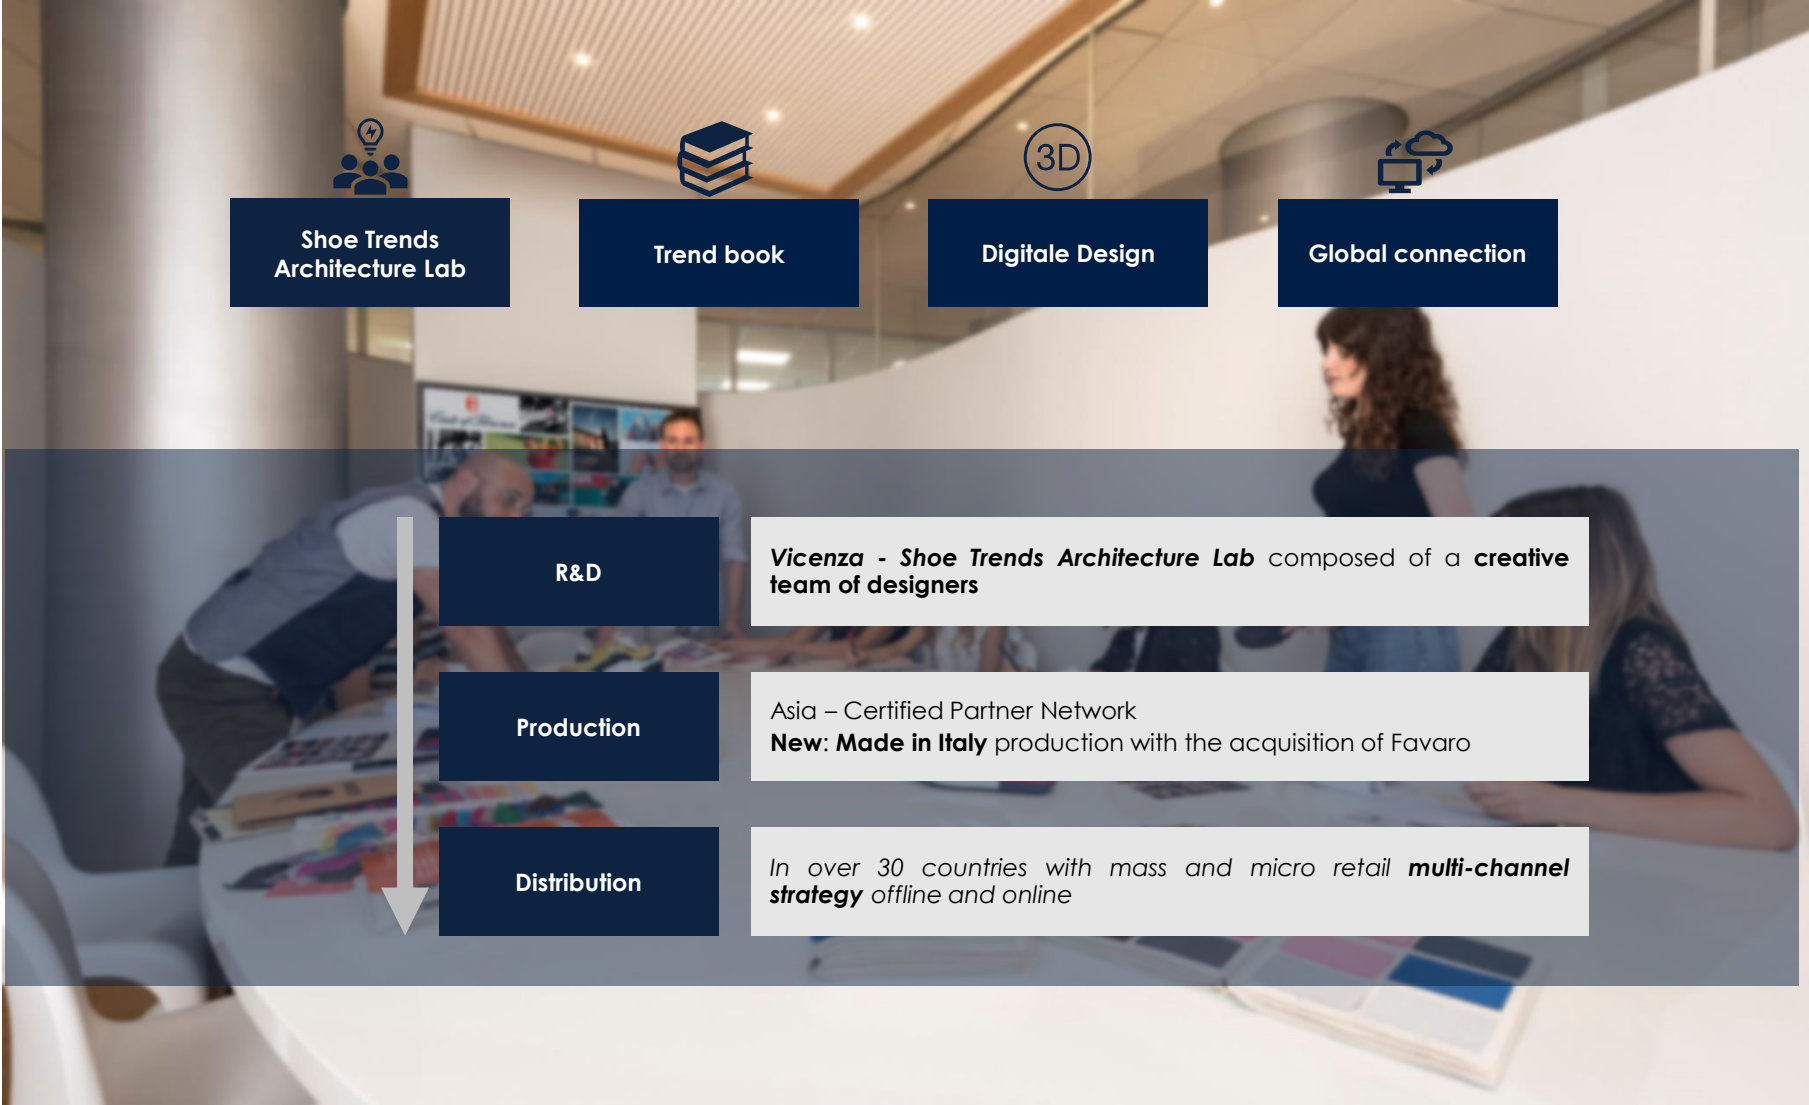 3D
Shoe Trends
Architecture Lab
Trend book
Digitale Design
Global connection
R&D
Vicenza - Shoe Trends Architecture Lab composed of a creative
team of designers
Production
Asia – Certified Partner Network
New: Made in Italy production with the acquisition of Favaro
Distribution
In over 30 countries with mass and micro retail multi-channel
strategy offline and online